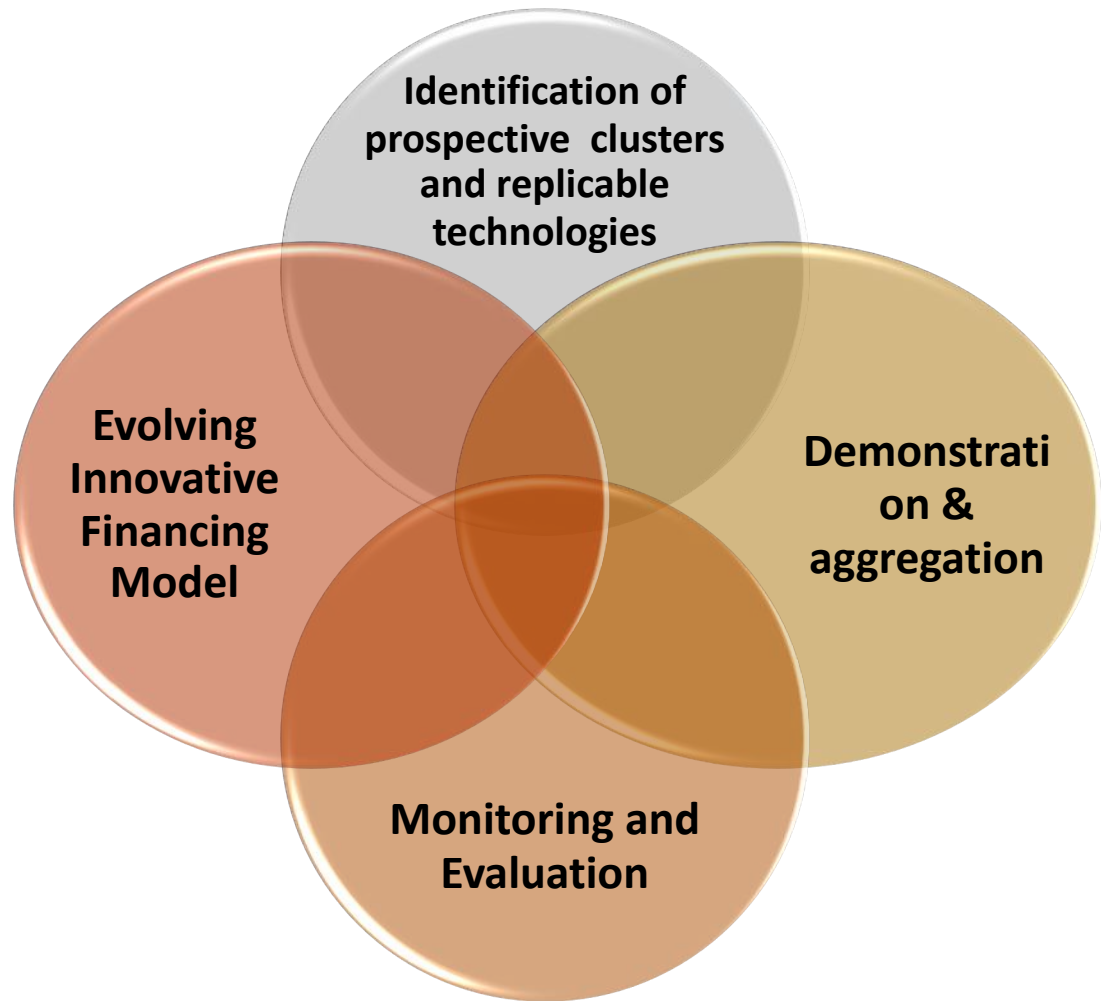 Identification of
prospective clusters
and replicable
technologies
Evolving
Innovative
Financing
Model
Demonstrati
on &
aggregation
Monitoring and
Evaluation